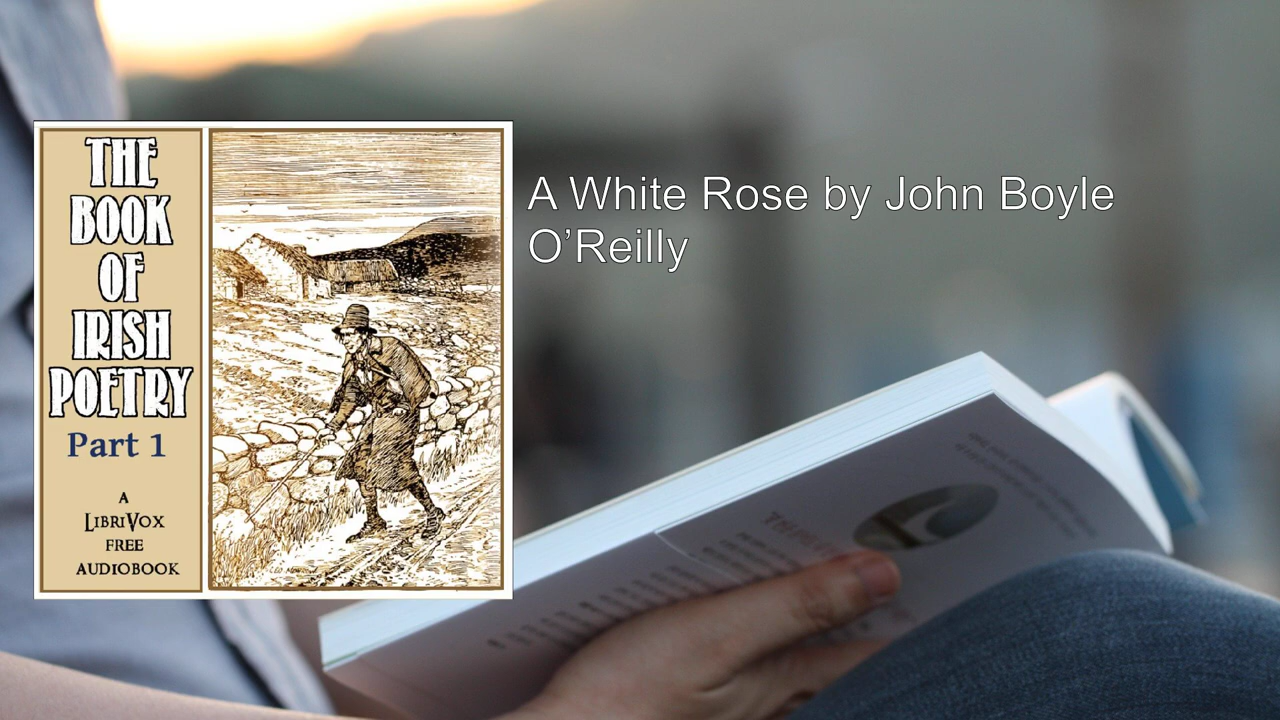 THE
BOOK
OF
IRISH
POETRY
Part 1
A
LIBRIVOX
FREE
AUDIOBOOK
A White Rose by John Boyle
O’Reilly